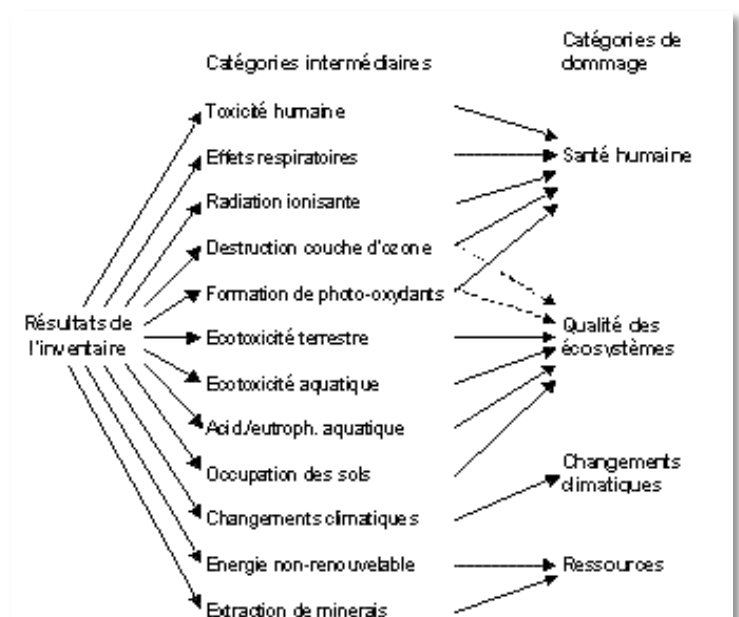 Catégories intermédiaires
Catégories de
dommage
Toxicité humaine
Effets respiratoires
Radiation ionisante
Destruction couche d'ozone
Formation de photo-oxydants
Ecotoxicité terrestre
Ecotoxicité aquatique
Acid./eutroph. aquatique
Occupation des sols
Changements climatiques
Energie non-renouvelable
Extraction de minerais
Résultats de
l'inventaire
Santé humaine
Qualité des
écosystèmes
Changements
climatiques
Ressources